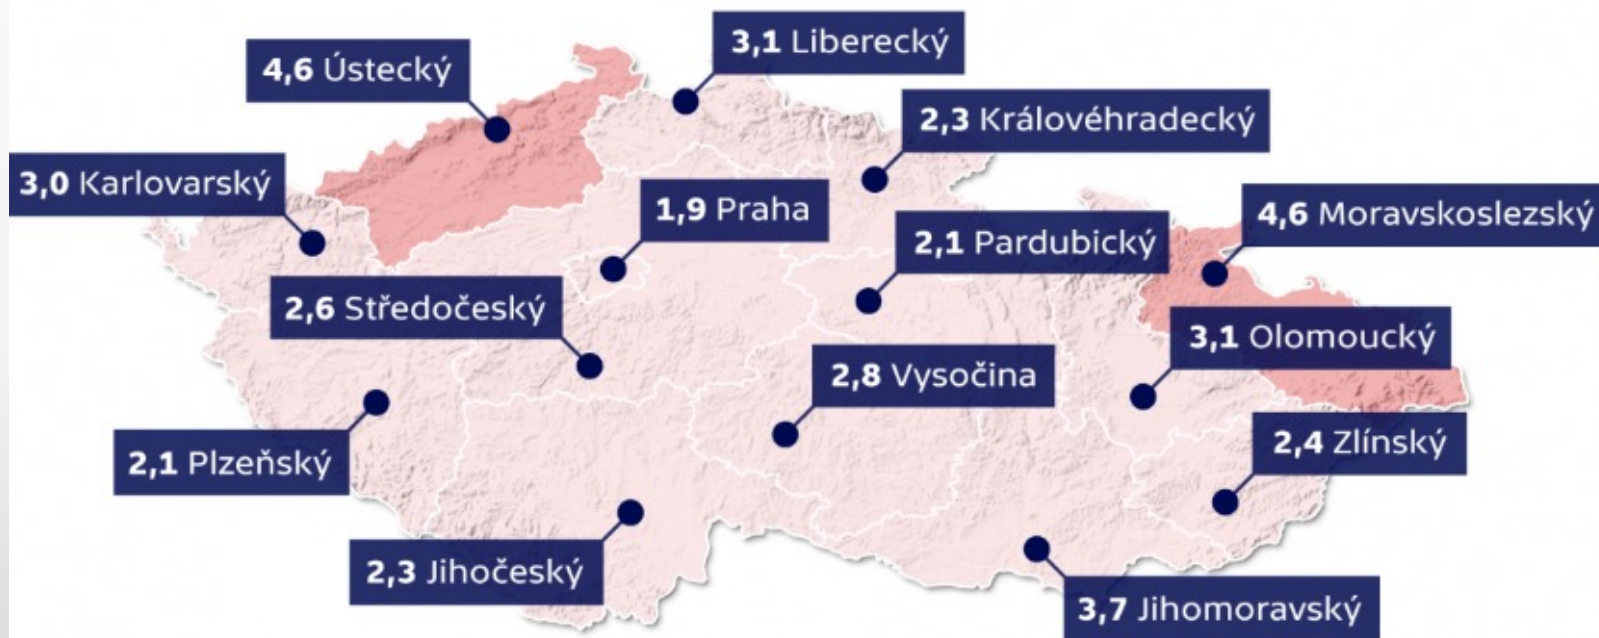 3,1 Liberecký
4,6 Ústecký
2,3 Královéhradecký
3,0 Karlovarský
1,9 Praha
4,6 Moravskoslezský
2,1 Pardubický
2,6 Středočeský
3,1 Olomoucký
2,8 Vysočina
2,4 Zlínský
2,1 Plzeňský
2,3 Jihočeský
3,7 Jihomoravský